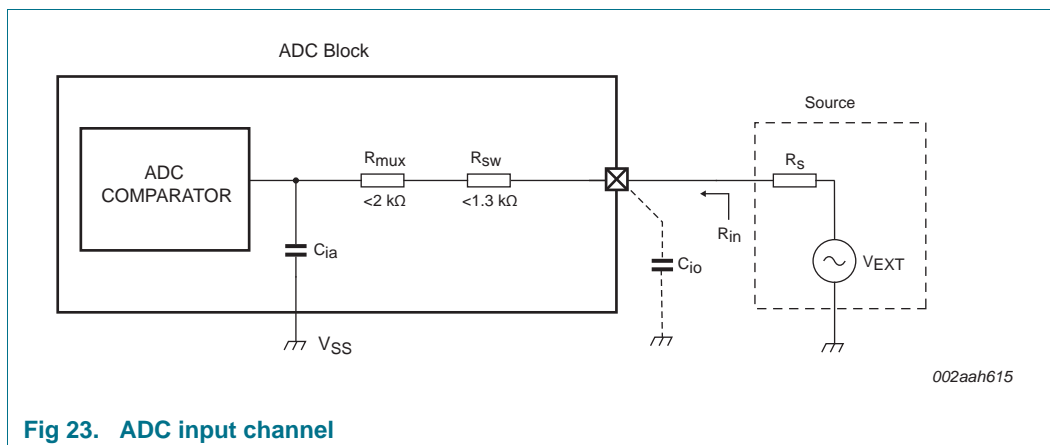 ADC Block
Source
ADC
COMPARATOR
Rmux
<2 kΩ
Rsw
<1.3 kΩ
Rs
Rin
Cia
Cio
VEXT
VSS
002aah615
Fig 23. ADC input channel